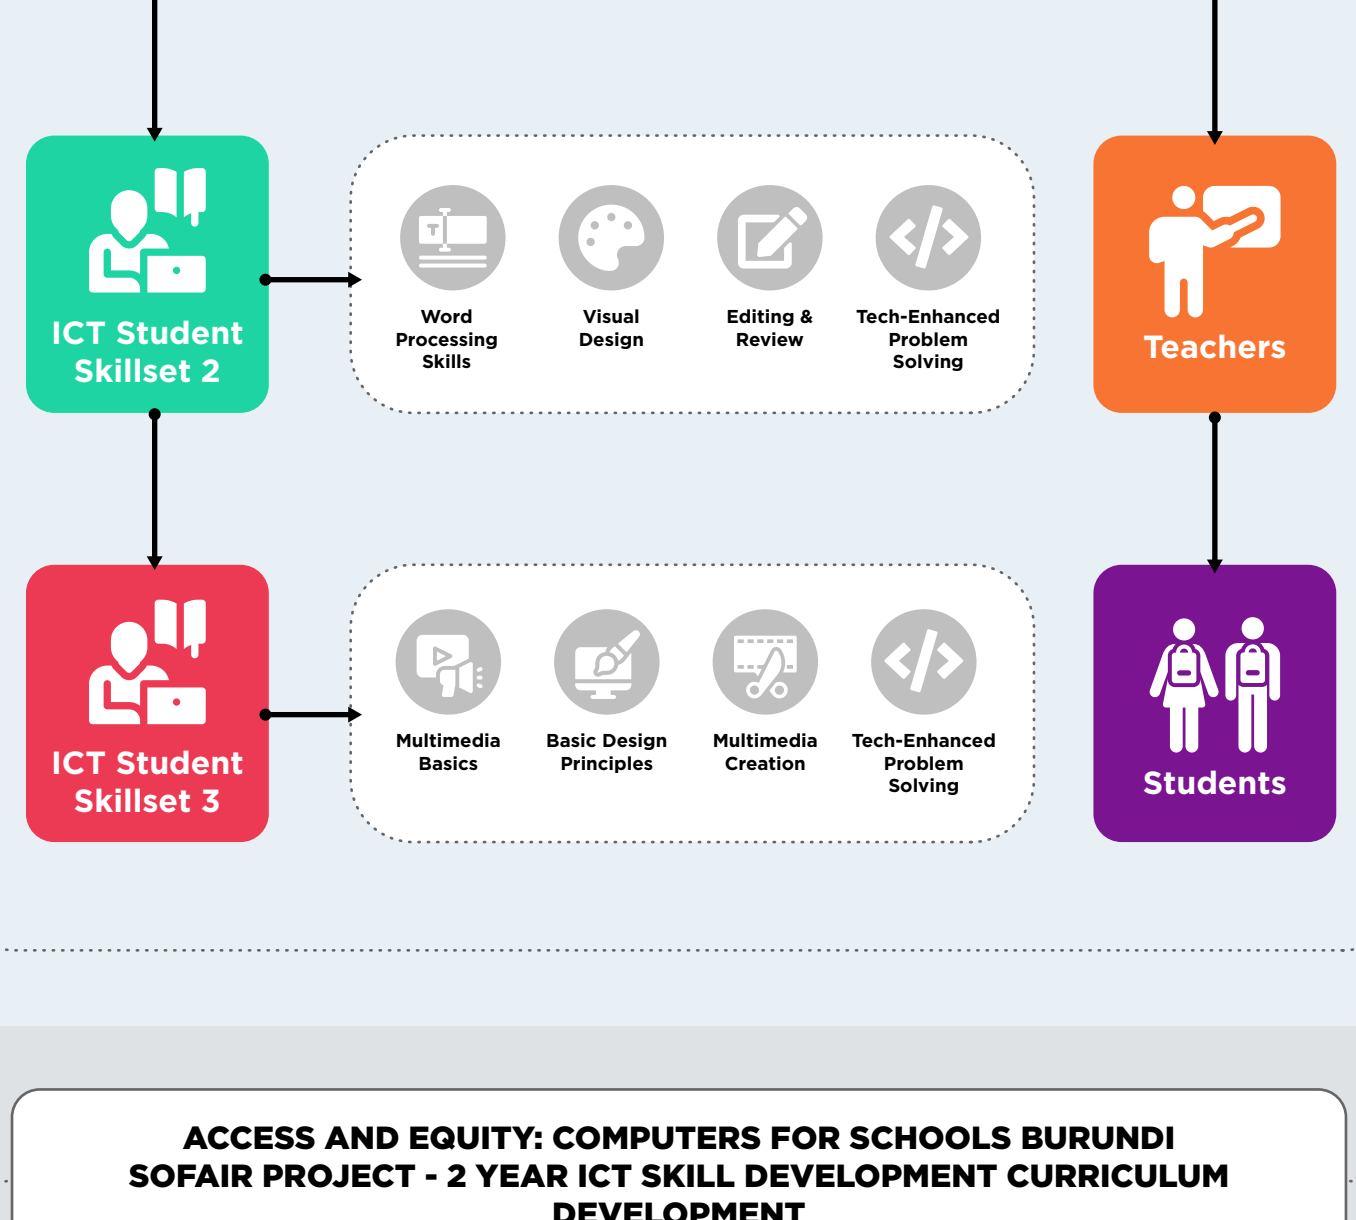 ICT Student
Skillset 2
Word
Processing
Skills
Visual
Design
Editing &
Review
Tech-Enhanced
Problem
Solving
Teachers
ICT Student
Skillset 3
Multimedia
Basics
Basic Design
Principles
Multimedia
Creation
Tech-Enhanced
Problem
Solving
Students
ACCESS AND EQUITY: COMPUTERS FOR SCHOOLS BURUNDI
SOFAIR PROJECT - 2 YEAR ICT SKILL DEVELOPMENT CURRICULUM
DEVELOPMENT